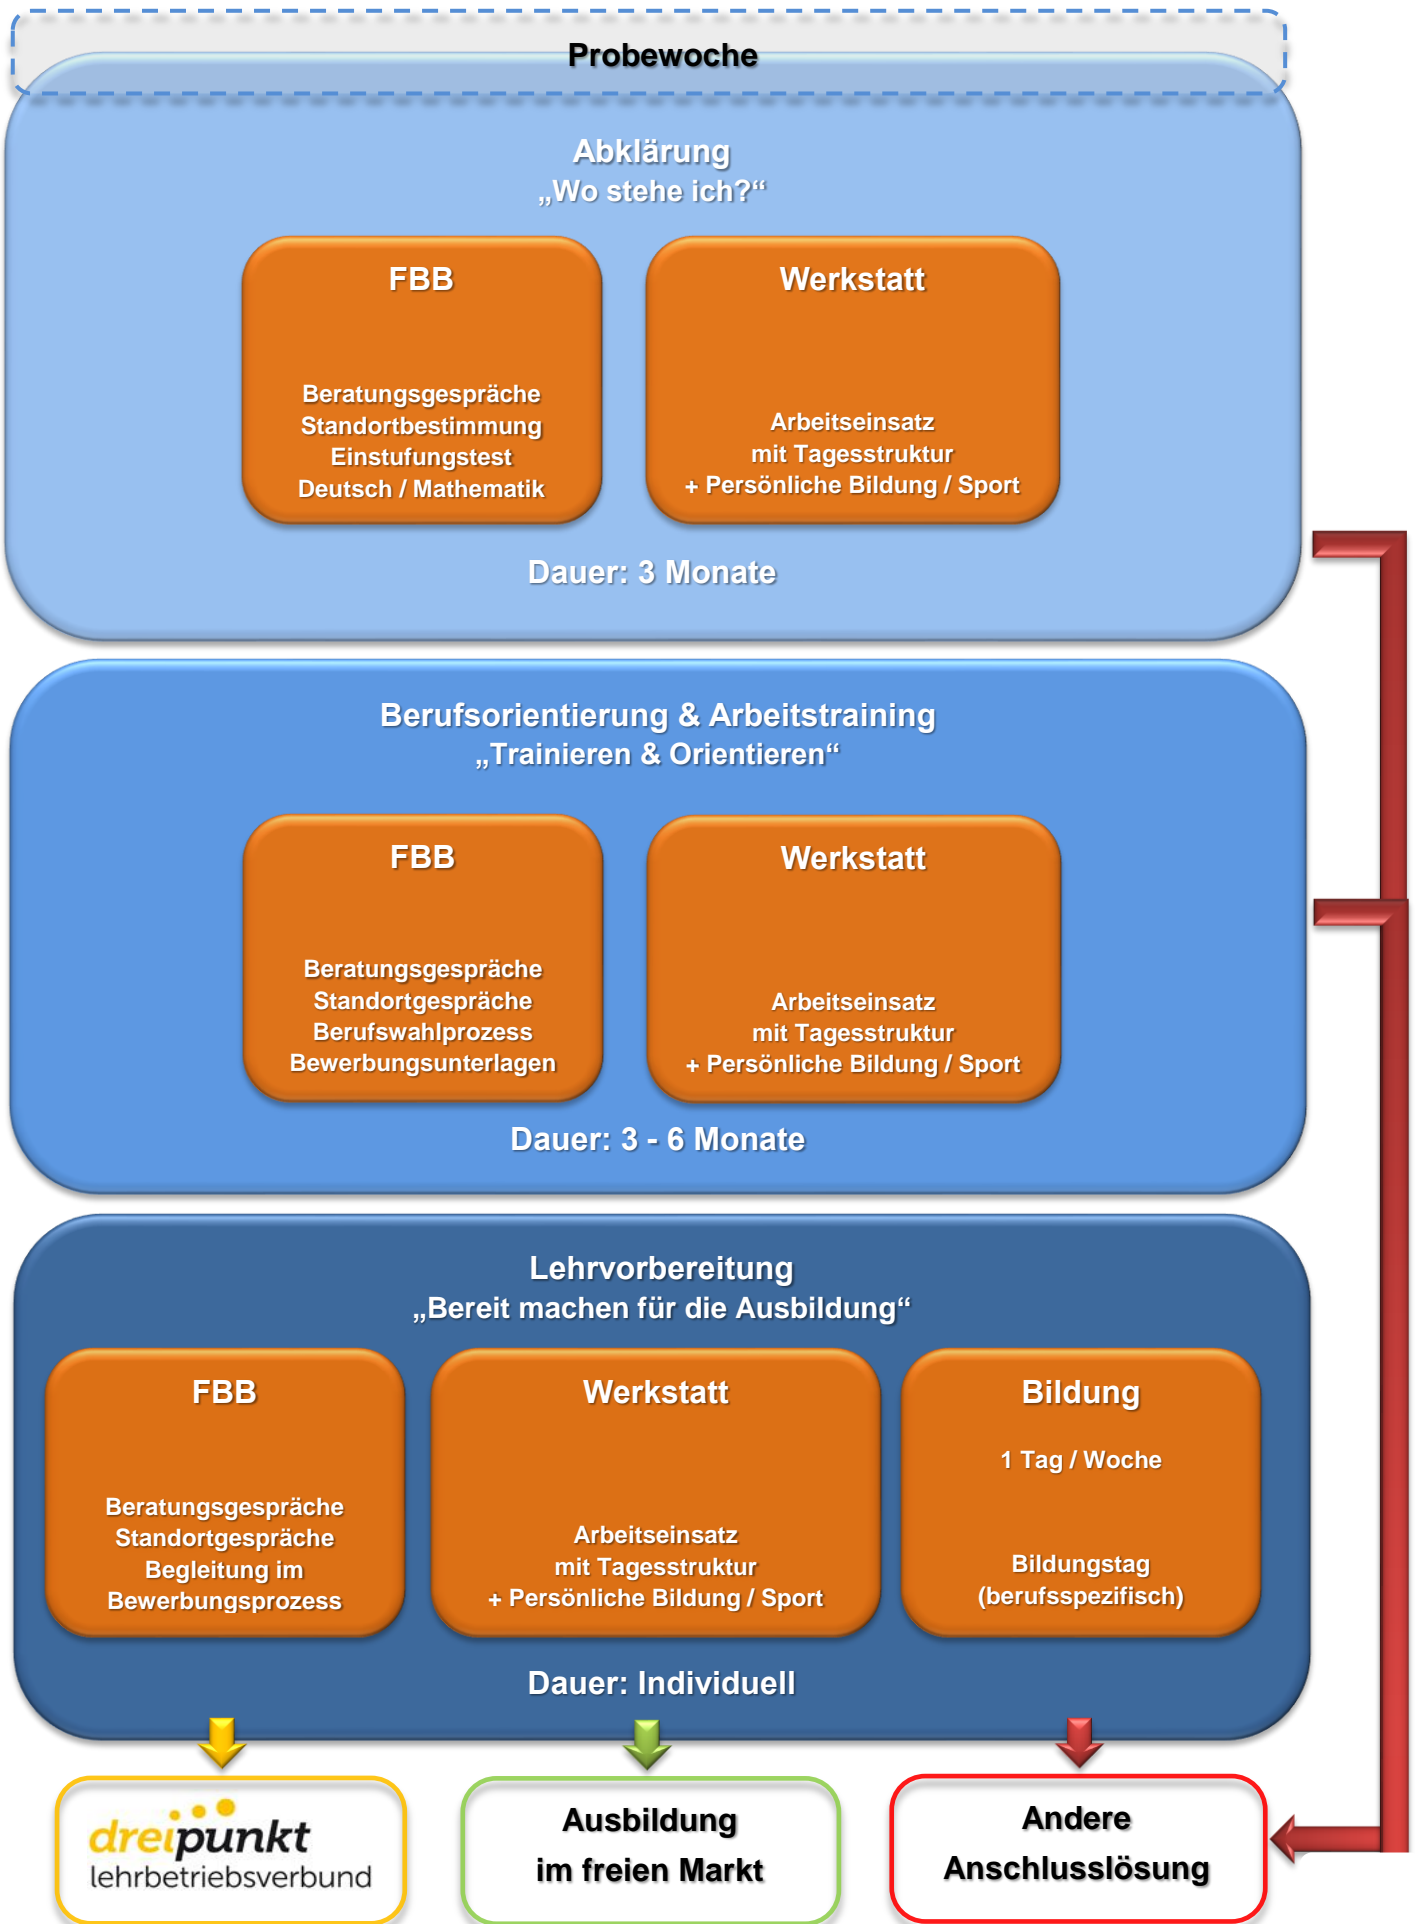 Probewoche
Abklärung
„Wo stehe ich?“
FBB
Beratungsgespräche
Standortbestimmung
Einstufungstest
Deutsch / Mathematik
Werkstatt
Arbeitseinsatz
mit Tagesstruktur
+ Persönliche Bildung / Sport
Dauer: 3 Monate
Berufsorientierung & Arbeitstraining
„Trainieren & Orientieren“
FBB
Beratungsgespräche
Standortgespräche
Berufswahlprozess
Bewerbungsunterlagen
Werkstatt
Arbeitseinsatz
mit Tagesstruktur
+ Persönliche Bildung / Sport
Dauer: 3 - 6 Monate
Lehrvorbereitung
„Bereit machen für die Ausbildung“
FBB
Beratungsgespräche
Standortgespräche
Begleitung im
Bewerbungsprozess
Werkstatt
Arbeitseinsatz
mit Tagesstruktur
+ Persönliche Bildung / Sport
Bildung
1 Tag / Woche
Bildungstag
(berufsspezifisch)
Dauer: Individuell
dreipunkt
lehrbetriebsverbund
Ausbildung
im freien Markt
Andere
Anschlusslösung